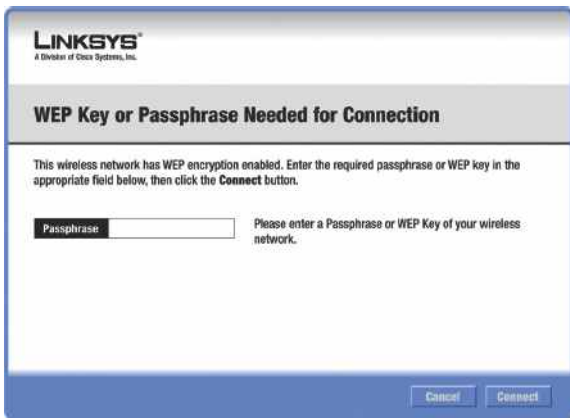 LINKSYS®
A Division of Cisco Systems, Inc.
WEP Key or Passphrase Needed for Connection
This wireless network has WEP encryption enabled. Enter the required passphrase or WEP key in the
appropriate field below, then click the Connect button.
Passphrase
Please enter a Passphrase or WEP Key of your wireless
network.
Cancel Connect